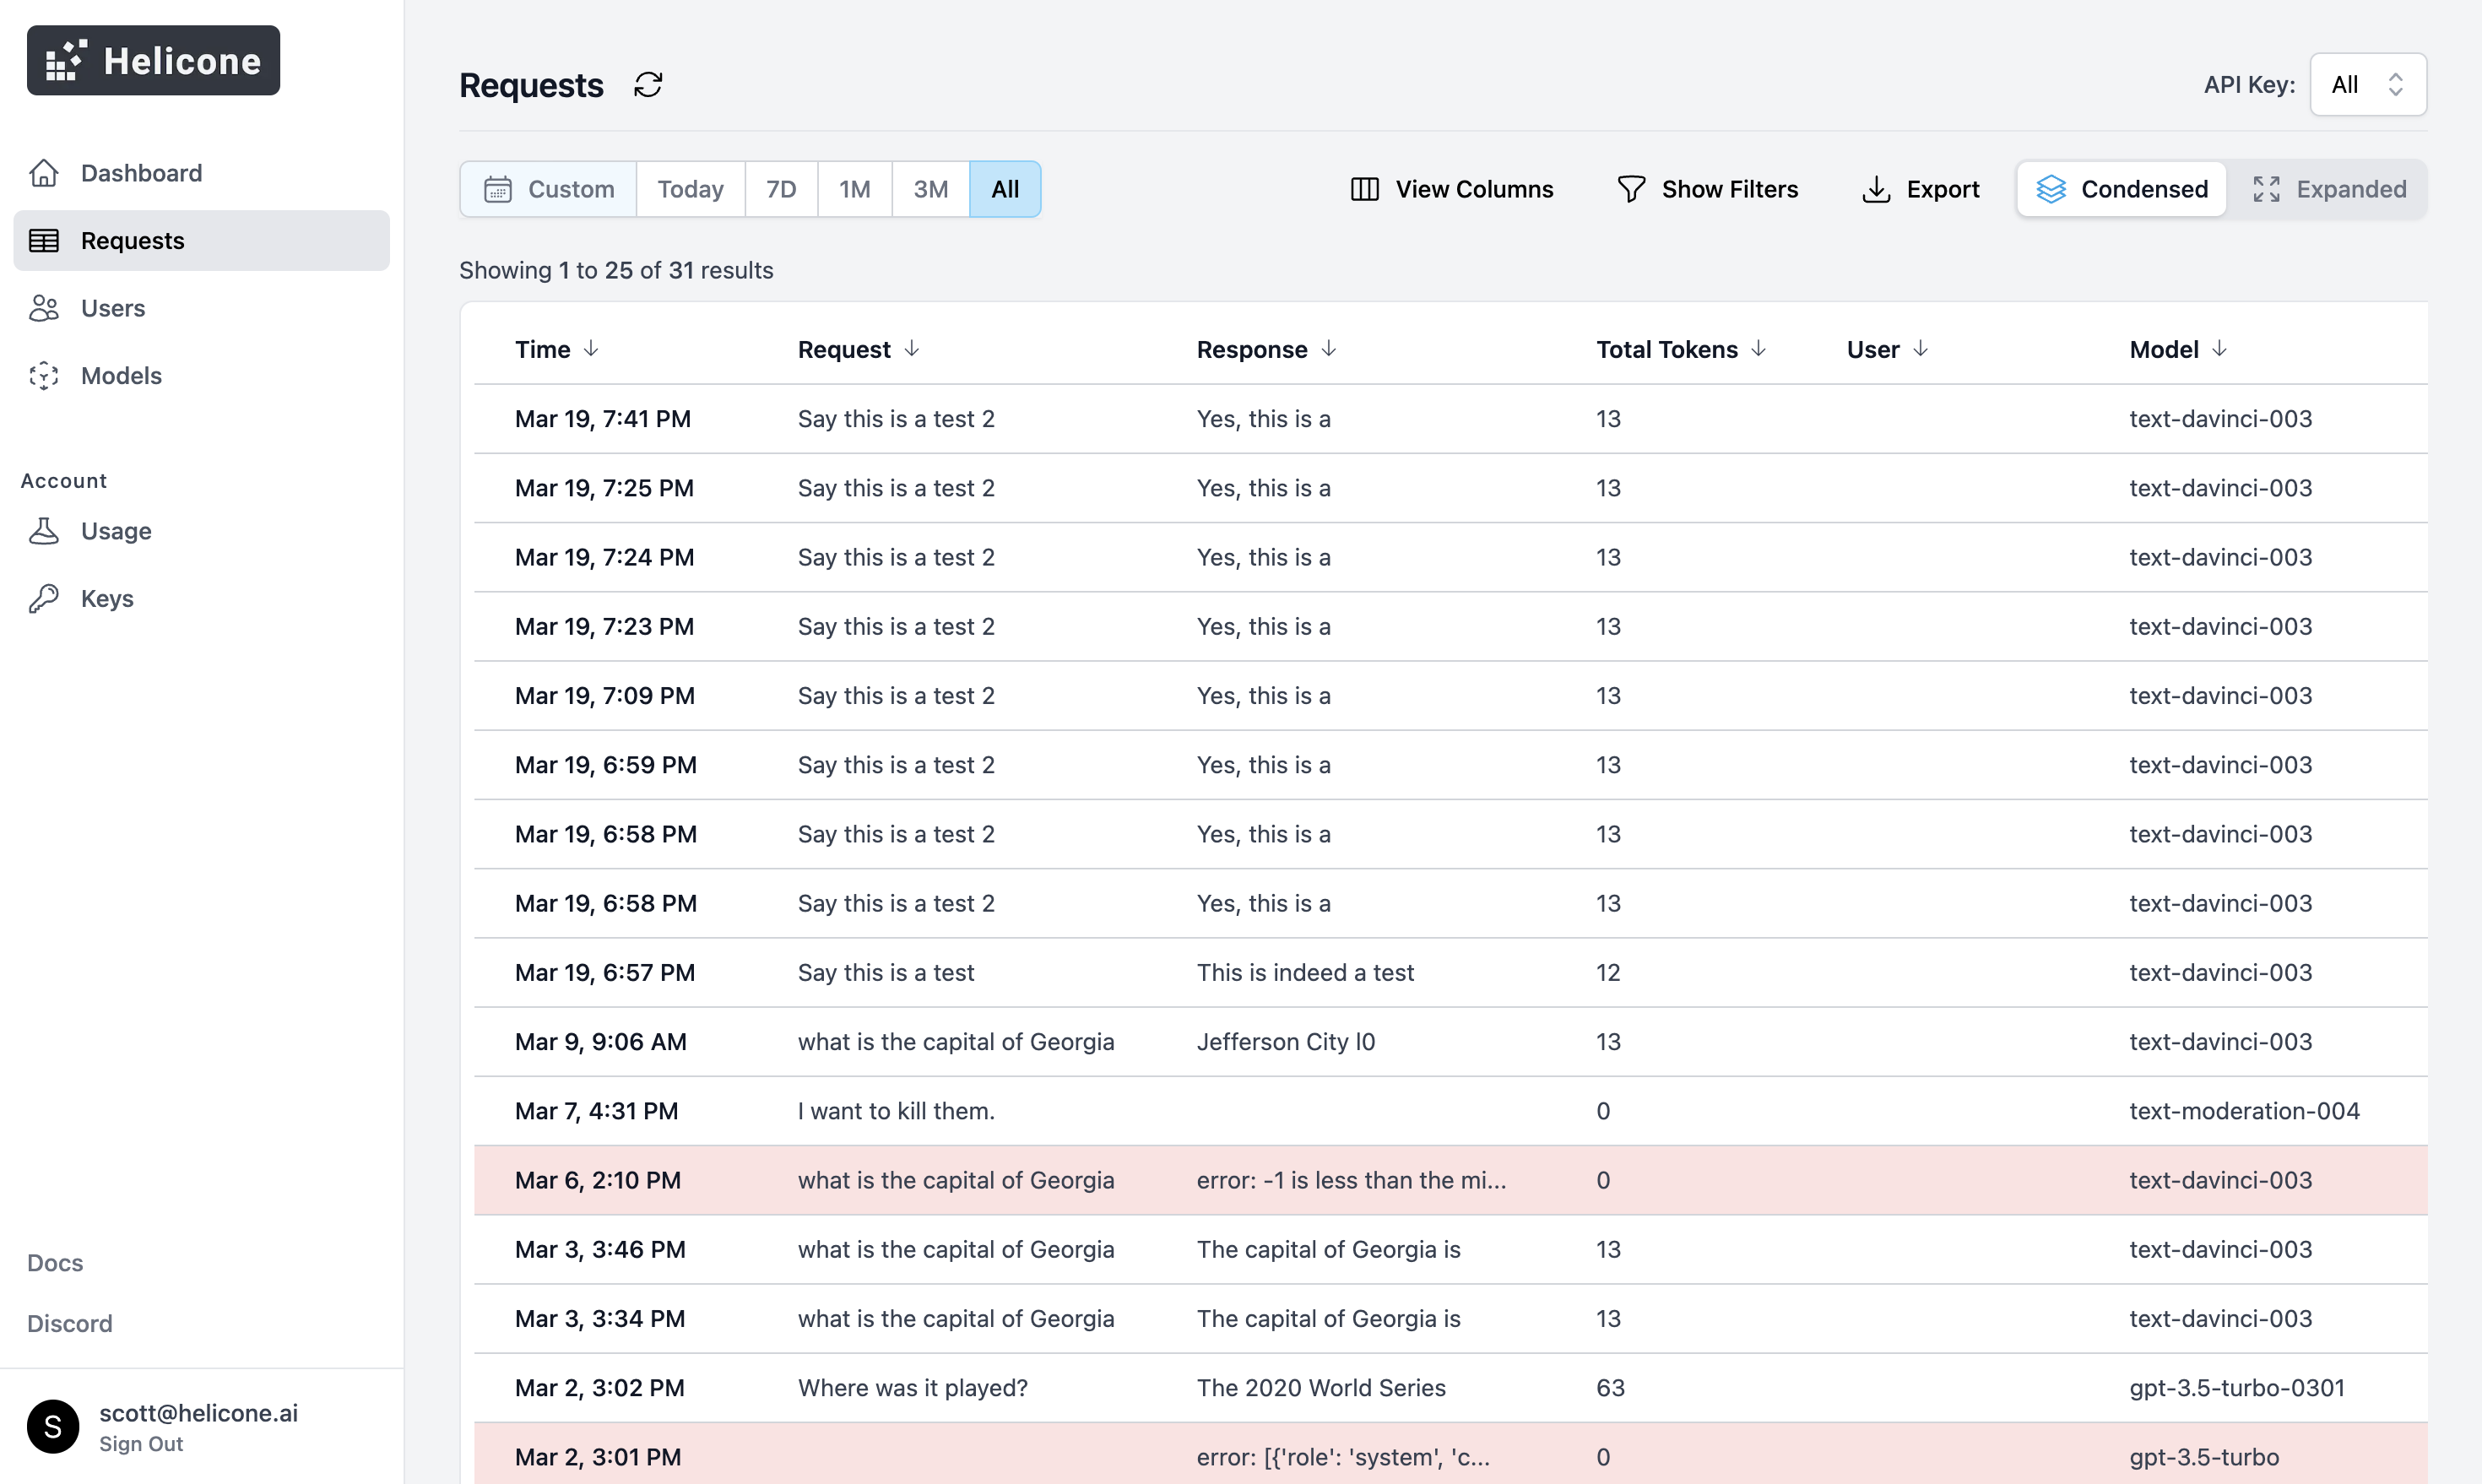 Helicone
Dashboard
Requests
Users
Models
Account
Usage
Keys
Docs
Discord
S
scott@helicone.ai
Sign Out
Requests
API Key: All
Custom Today 7D 1M 3M All
View Columns Show Filters Export Condensed Expanded
Showing 1 to 25 of 31 results
Time Request Response Total Tokens User Model
Mar 19, 7:41 PM Say this is a test 2 Yes, this is a 13 text-davinci-003
Mar 19, 7:25 PM Say this is a test 2 Yes, this is a 13 text-davinci-003
Mar 19, 7:24 PM Say this is a test 2 Yes, this is a 13 text-davinci-003
Mar 19, 7:23 PM Say this is a test 2 Yes, this is a 13 text-davinci-003
Mar 19, 7:09 PM Say this is a test 2 Yes, this is a 13 text-davinci-003
Mar 19, 6:59 PM Say this is a test 2 Yes, this is a 13 text-davinci-003
Mar 19, 6:58 PM Say this is a test 2 Yes, this is a 13 text-davinci-003
Mar 19, 6:58 PM Say this is a test 2 Yes, this is a 13 text-davinci-003
Mar 19, 6:57 PM Say this is a test This is indeed a test 12 text-davinci-003
Mar 9, 9:06 AM what is the capital of Georgia Jefferson City l0 13 text-davinci-003
Mar 7, 4:31 PM I want to kill them. 0 text-moderation-004
Mar 6, 2:10 PM what is the capital of Georgia error: -1 is less than the mi... 0 text-davinci-003
Mar 3, 3:46 PM what is the capital of Georgia The capital of Georgia is 13 text-davinci-003
Mar 3, 3:34 PM what is the capital of Georgia The capital of Georgia is 13 text-davinci-003
Mar 2, 3:02 PM Where was it played? The 2020 World Series 63 gpt-3.5-turbo-0301
Mar 2, 3:01 PM error: [{'role': 'system', 'c... 0 gpt-3.5-turbo